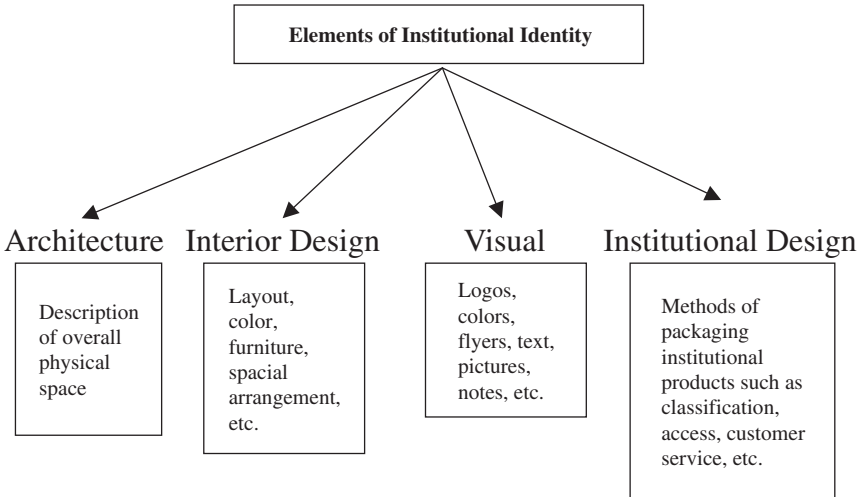 Elements of Institutional Identity
Architecture
Description
of overall
physical
space
Interior Design
Layout,
color,
furniture,
spacial
arrangement,
etc.
Visual
Logos,
colors,
flyers, text,
pictures,
notes, etc.
Institutional Design
Methods of
packaging
institutional
products such as
classification,
access, customer
service, etc.